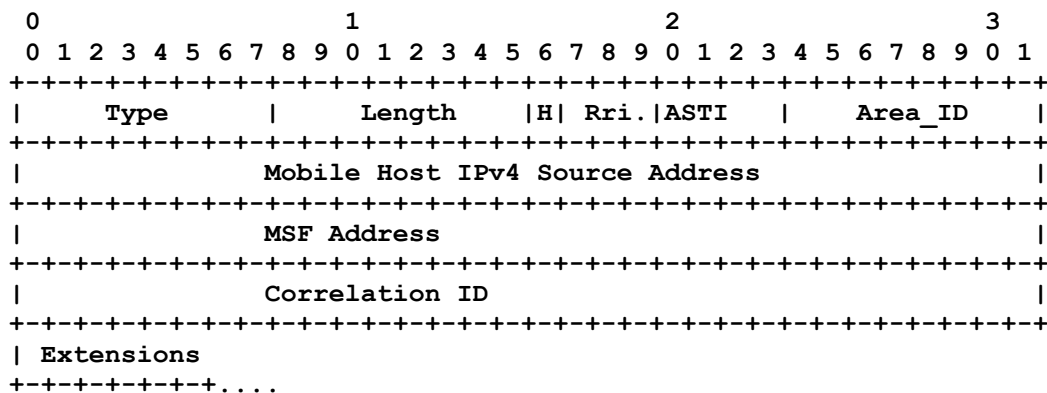 0                   1                   2                   3
0 1 2 3 4 5 6 7 8 9 0 1 2 3 4 5 6 7 8 9 0 1 2 3 4 5 6 7 8 9 0 1
+-+-+-+-+-+-+-+-+-+-+-+-+-+-+-+-+-+-+-+-+-+-+-+-+-+-+-+-+-+-+-+-+
| Type | Length |H| Rri.|ASTI | Area_ID |
+-+-+-+-+-+-+-+-+-+-+-+-+-+-+-+-+-+-+-+-+-+-+-+-+-+-+-+-+-+-+-+-+
| Mobile Host IPv4 Source Address |
+-+-+-+-+-+-+-+-+-+-+-+-+-+-+-+-+-+-+-+-+-+-+-+-+-+-+-+-+-+-+-+-+
| MSF Address |
+-+-+-+-+-+-+-+-+-+-+-+-+-+-+-+-+-+-+-+-+-+-+-+-+-+-+-+-+-+-+-+-+
| Correlation ID |
+-+-+-+-+-+-+-+-+-+-+-+-+-+-+-+-+-+-+-+-+-+-+-+-+-+-+-+-+-+-+-+-+
| Extensions
+-+-+-+-+-+-+....